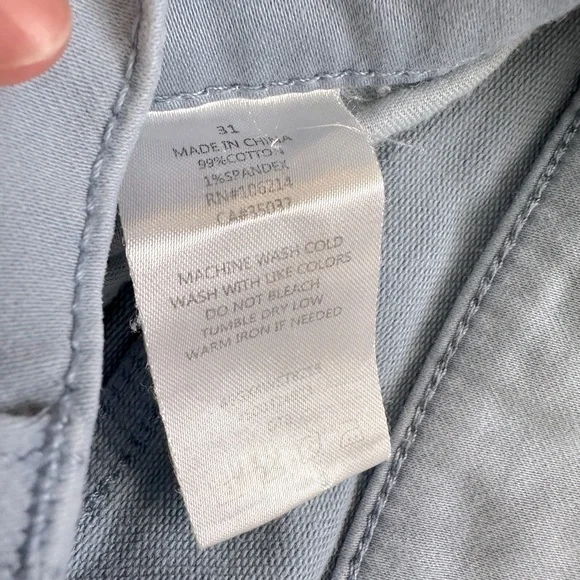 31
MADE IN CHINA
99%COTTON
1%SPANDEX
RN#106214
CA#35037
MACHINE WASH COLD
WASH WITH LIKE COLORS
DO NOT BLEACH
TUMBLE DRY LOW
WARM IRON IF NEEDED